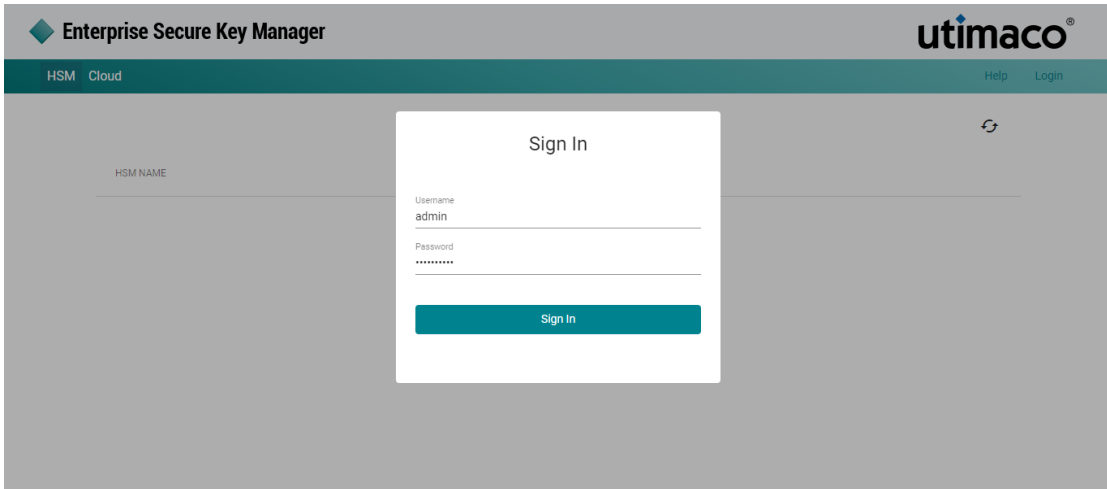 Enterprise Secure Key Manager
utimaco®
HSM Cloud
Help Login
Sign In
HSM NAME
Username
admin
Password
••••••••••
Sign In